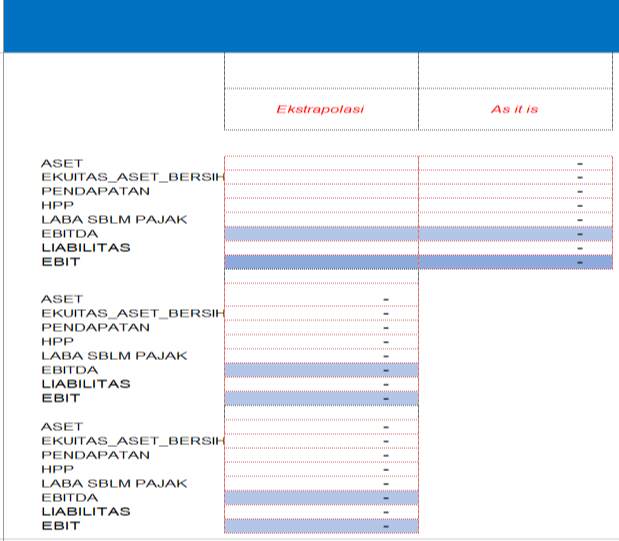 Ekstrapolasi As it is
ASET -
EKUITAS_ASET_BERSIH -
PENDAPATAN -
HPP -
LABA SBLM PAJAK -
EBITDA -
LIABILITAS -
EBIT -
ASET -
EKUITAS_ASET_BERSIH -
PENDAPATAN -
HPP -
LABA SBLM PAJAK -
EBITDA -
LIABILITAS -
EBIT -
ASET -
EKUITAS_ASET_BERSIH -
PENDAPATAN -
HPP -
LABA SBLM PAJAK -
EBITDA -
LIABILITAS -
EBIT -